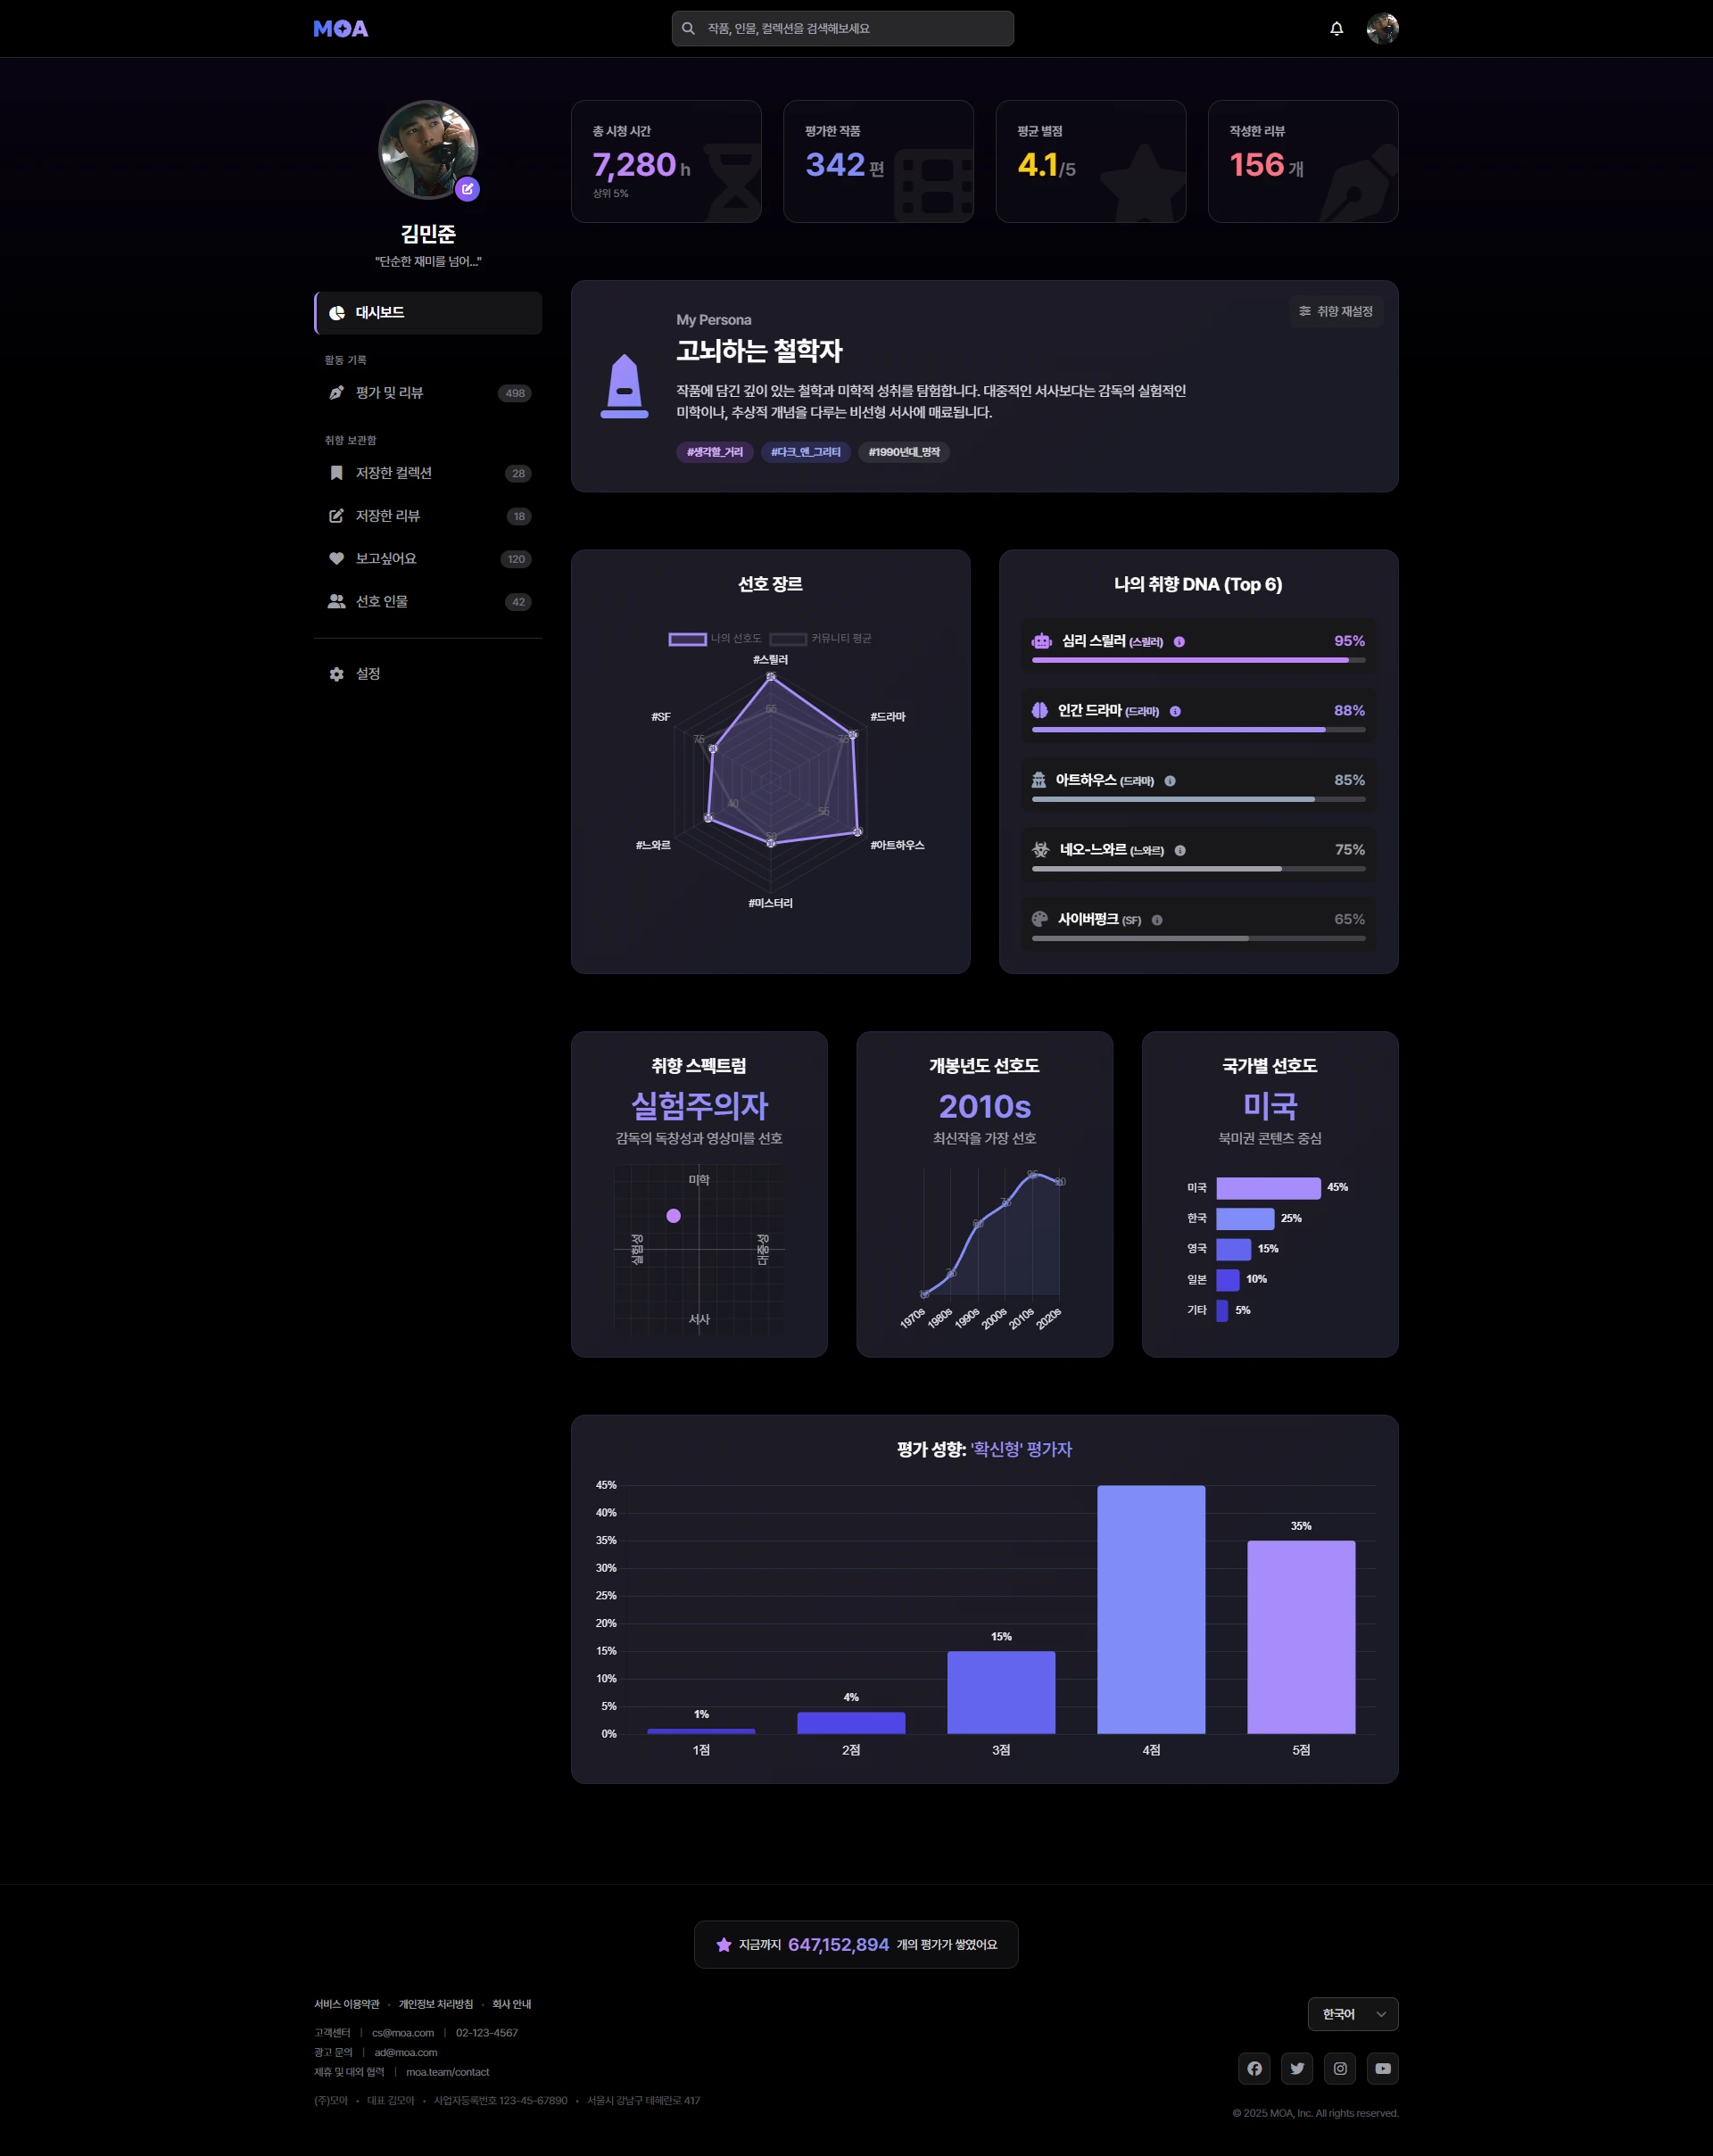 MOA
작품, 인물, 컬렉션을 검색해보세요
김민준
"단순한 재미를 넘어..."
대시보드
활동 기록
평가 및 리뷰 498
취향 보관함
저장한 컬렉션 28
저장한 리뷰 18
보고싶어요 120
선호 인물 42
설정
총 시청 시간
7,280 h
상위 5%
평가한 작품
342 편
평균 별점
4.1/5
작성한 리뷰
156 개
취향 재설정
My Persona
고뇌하는 철학자
작품에 담긴 깊이 있는 철학과 미학적 성취를 탐험합니다. 대중적인 서사보다는 감독의 실험적인
미학이나, 추상적 개념을 다루는 비선형 서사에 매료됩니다.
#생각할_거리 #다크_앤_그리티 #1990년대_명작
선호 장르
나의 선호도 커뮤니티 평균
#스릴러
65
#SF #드라마
75
40 55
50
#느와르 #아트하우스
#미스터리
나의 취향 DNA (Top 6)
심리 스릴러 (스릴러) 95%
인간 드라마 (드라마) 88%
아트하우스 (드라마) 85%
네오-느와르 (느와르) 75%
사이버펑크 (SF) 65%
취향 스펙트럼
실험주의자
감독의 독창성과 영상미를 선호
미학
실험성 대중성
서사
개봉년도 선호도
2010s
최신작을 가장 선호
1970s 1980s 1990s 2000s 2010s 2020s
국가별 선호도
미국
북미권 콘텐츠 중심
미국 45%
한국 25%
영국 15%
일본 10%
기타 5%
평가 성향: '확신형' 평가자
45%
40%
35%
30%
25%
20%
15%
10%
5%
0%
1% 4% 15% 35%
1점 2점 3점 4점 5점
지금까지 647,152,894 개의 평가가 쌓였어요
서비스 이용약관 • 개인정보 처리방침 • 회사 안내
고객센터 | cs@moa.com | 02-123-4567
광고 문의 | ad@moa.com
제휴 및 대외 협력 | moa.team/contact
(주)모아 • 대표 김모아 • 사업자등록번호 123-45-67890 • 서울시 강남구 테헤란로 417
한국어
© 2025 MOA, Inc. All rights reserved.